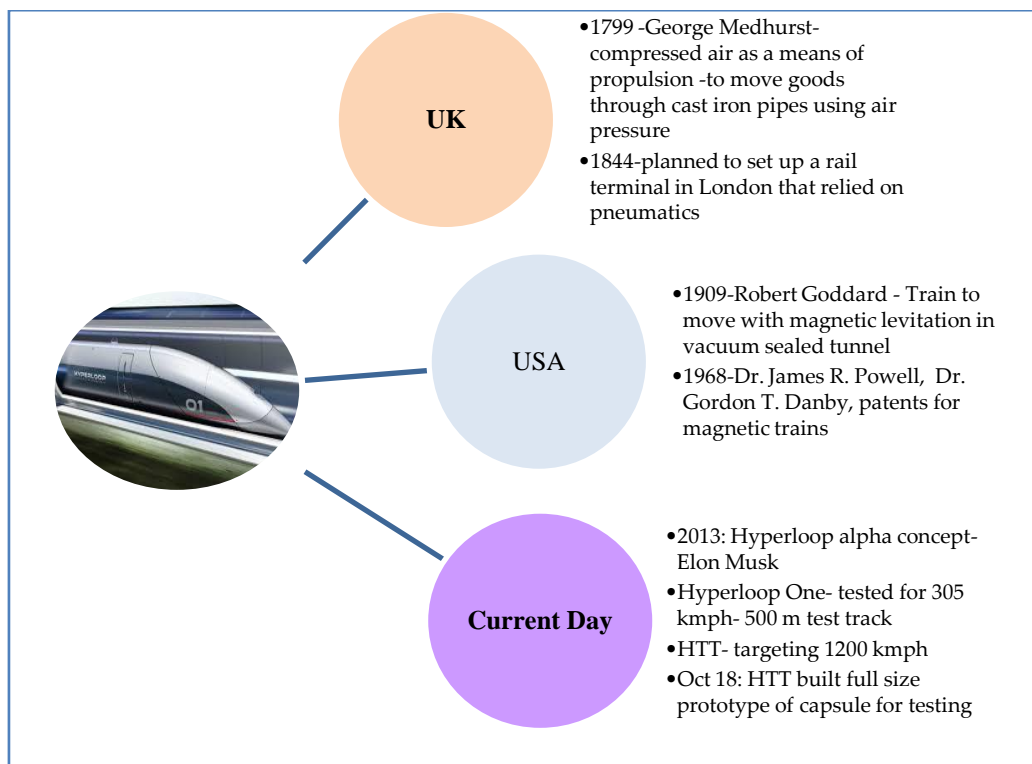 •1799 -George Medhurst-
compressed air as a means of
propulsion -to move goods
through cast iron pipes using air
pressure
•1844-planned to set up a rail
terminal in London that relied on
pneumatics
UK
•1909-Robert Goddard - Train to
move with magnetic levitation in
vacuum sealed tunnel
•1968-Dr. James R. Powell, Dr.
Gordon T. Danby, patents for
magnetic trains
USA
HYPERLOOP
01
•2013: Hyperloop alpha concept-
Elon Musk
•Hyperloop One- tested for 305
kmph- 500 m test track
•HTT- targeting 1200 kmph
•Oct 18: HTT built full size
prototype of capsule for testing
Current Day